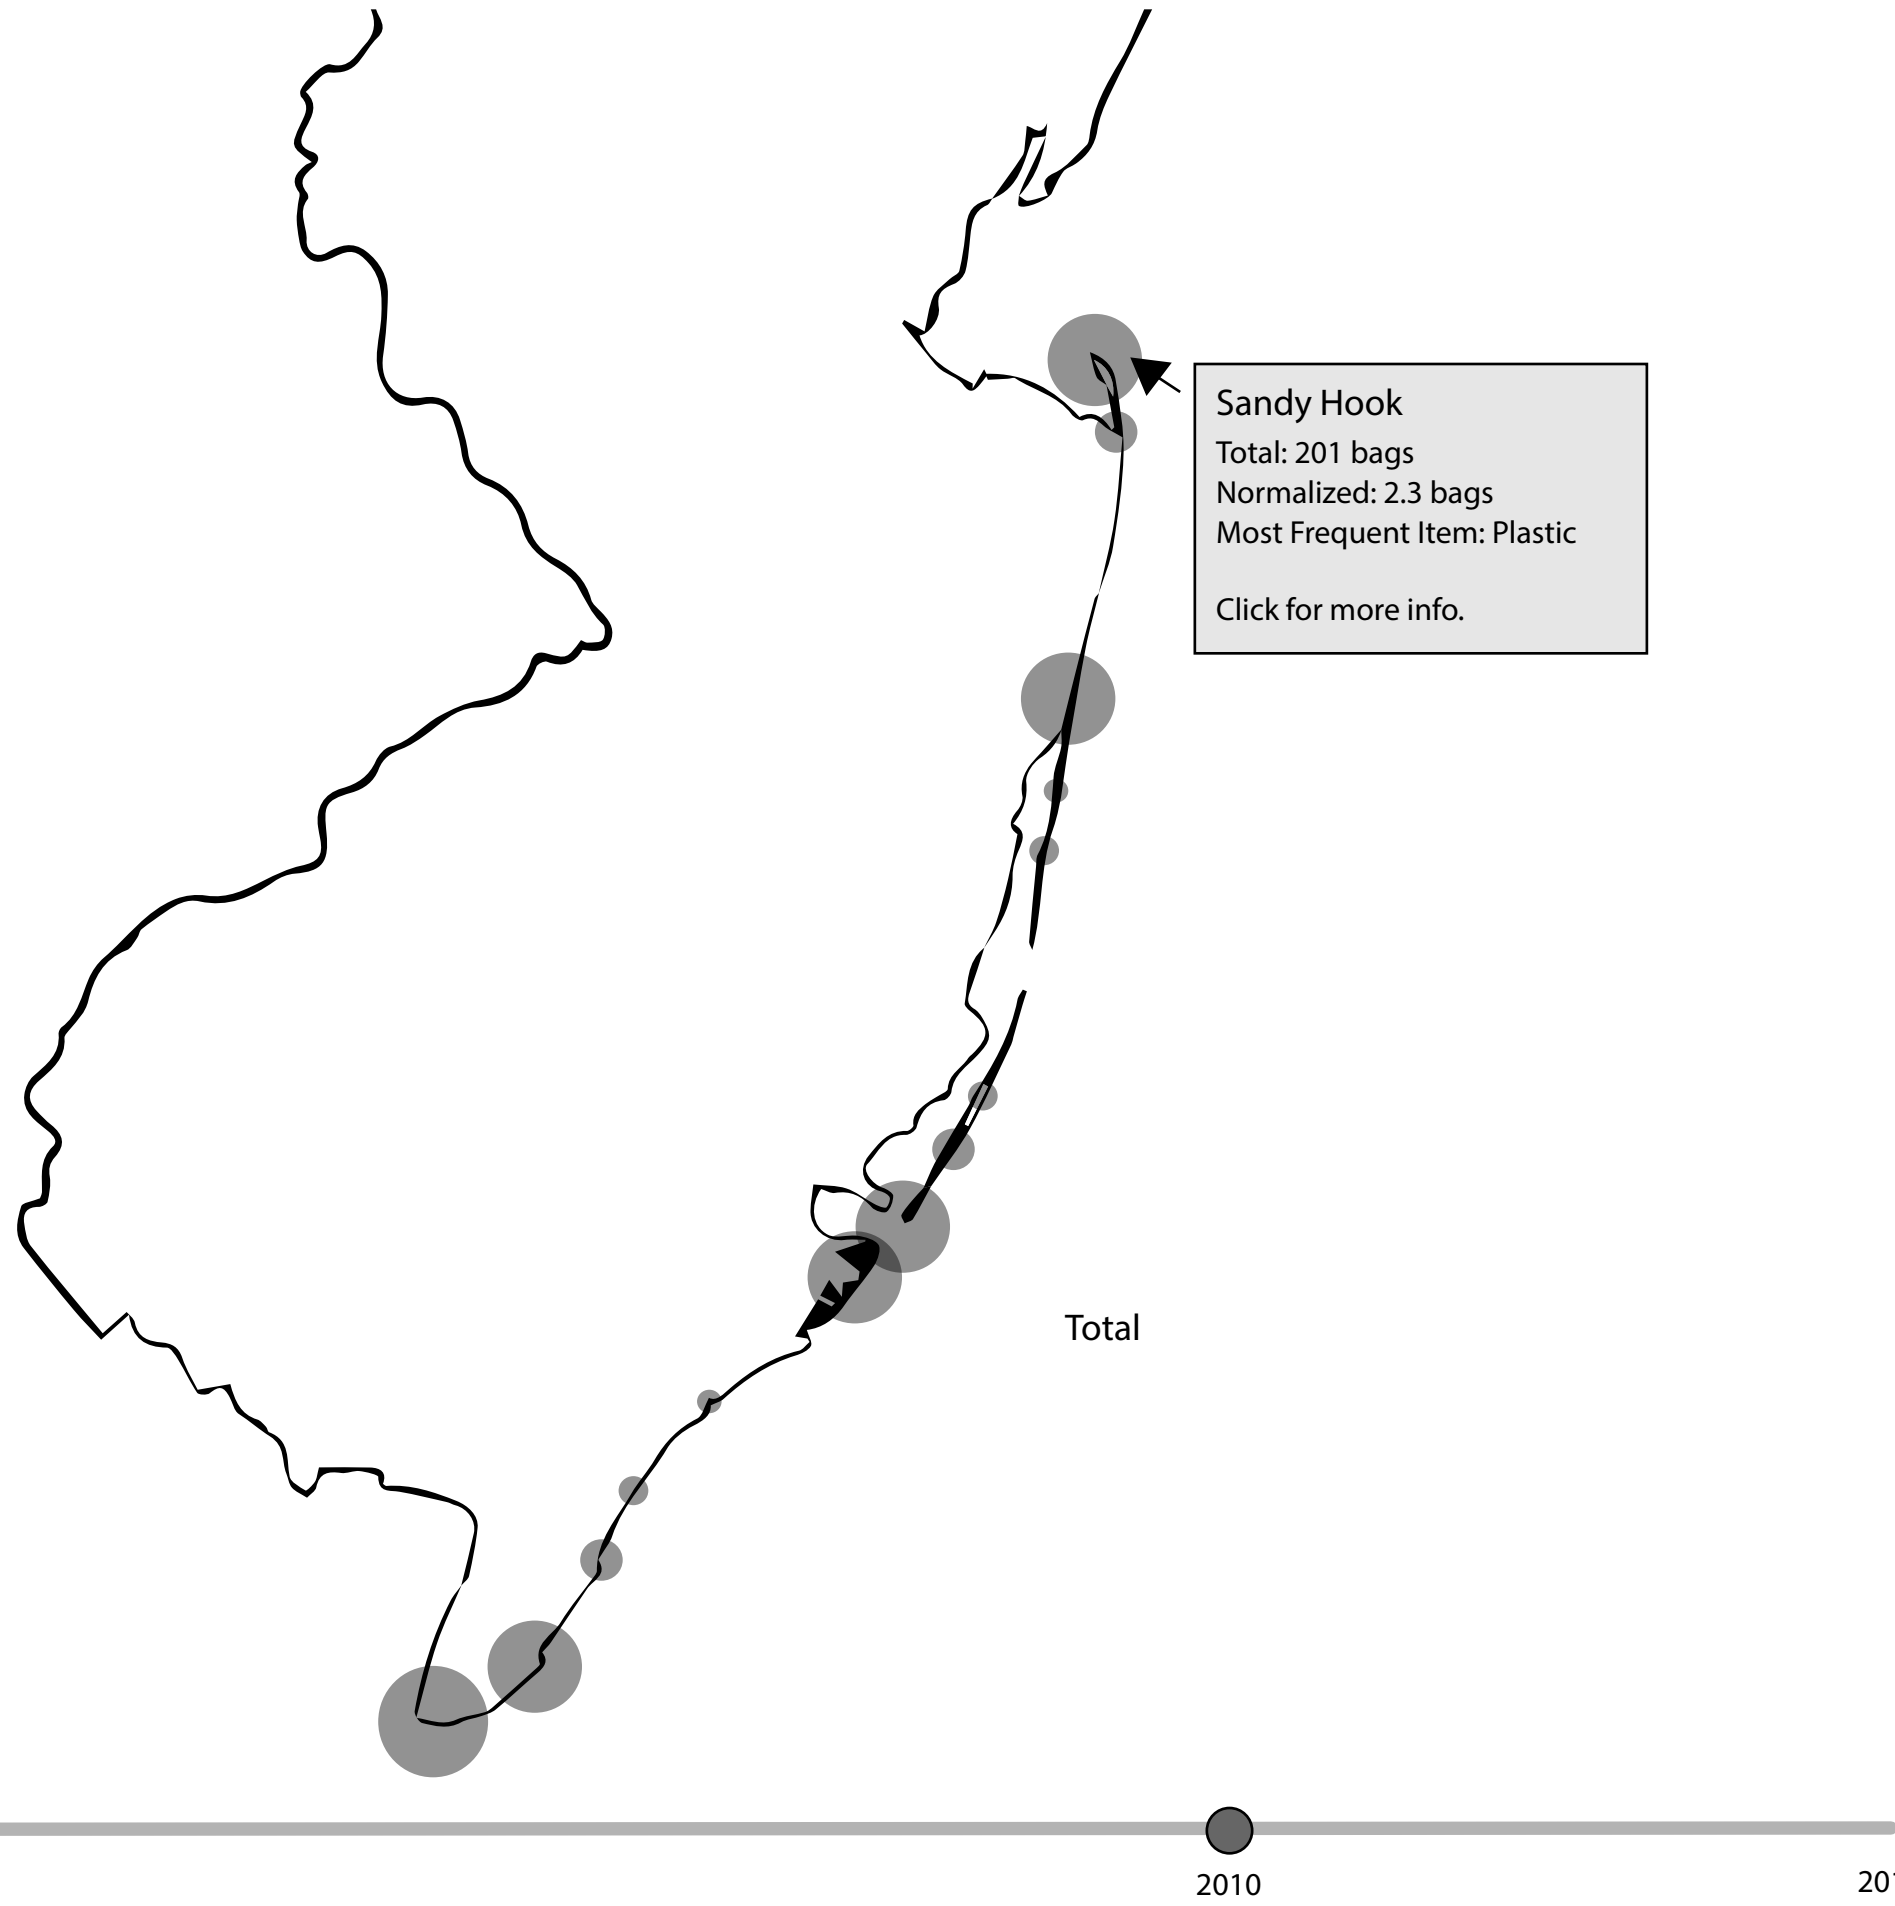 Sandy Hook
Total: 201 bags
Normalized: 2.3 bags
Most Frequent Item: Plastic
Click for more info.
Total
2010